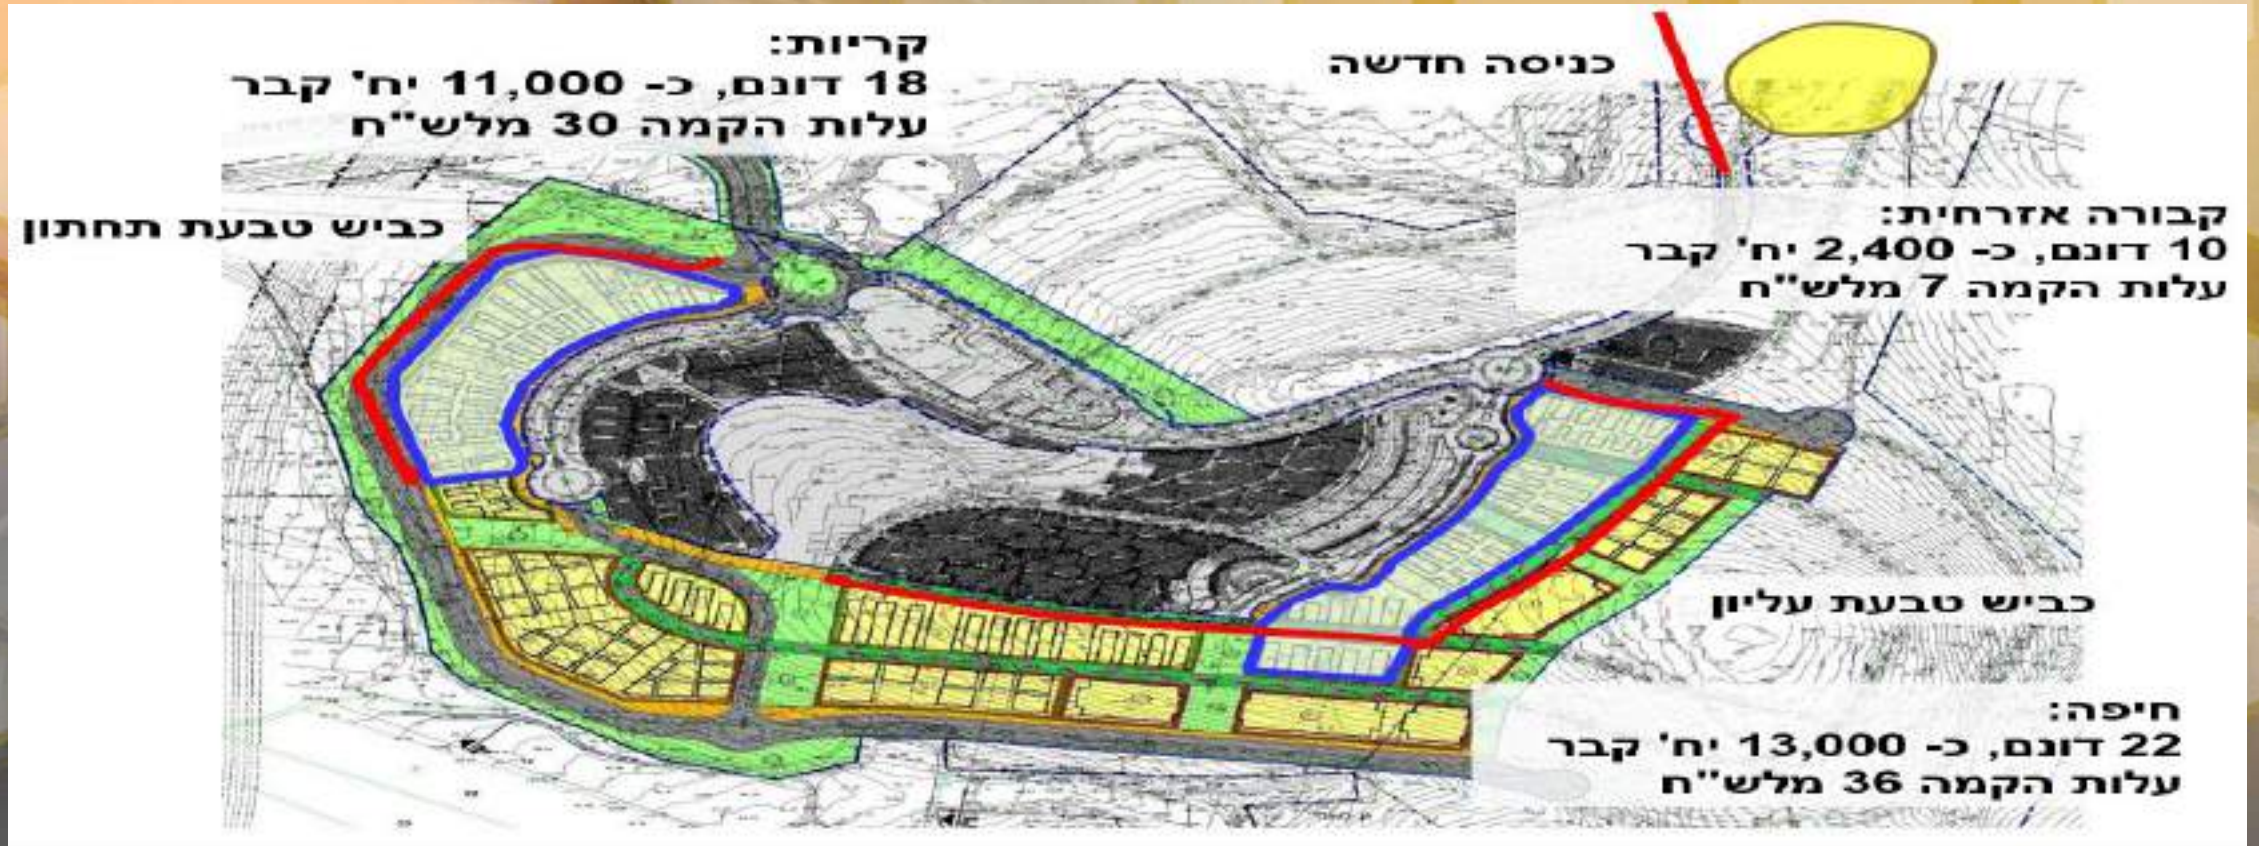 קריות:
18 דונם, כ- 11,000 יח' קבר
עלות הקמה 30 מלש"ח
כניסה חדשה
קבורה אזרחית:
10 דונם, כ- 2,400 יח' קבר
עלות הקמה 7 מלש"ח
כביש טבעת תחתון
כביש טבעת עליון
חיפה:
22 דונם, כ- 13,000 יח' קבר
עלות הקמה 36 מלש"ח